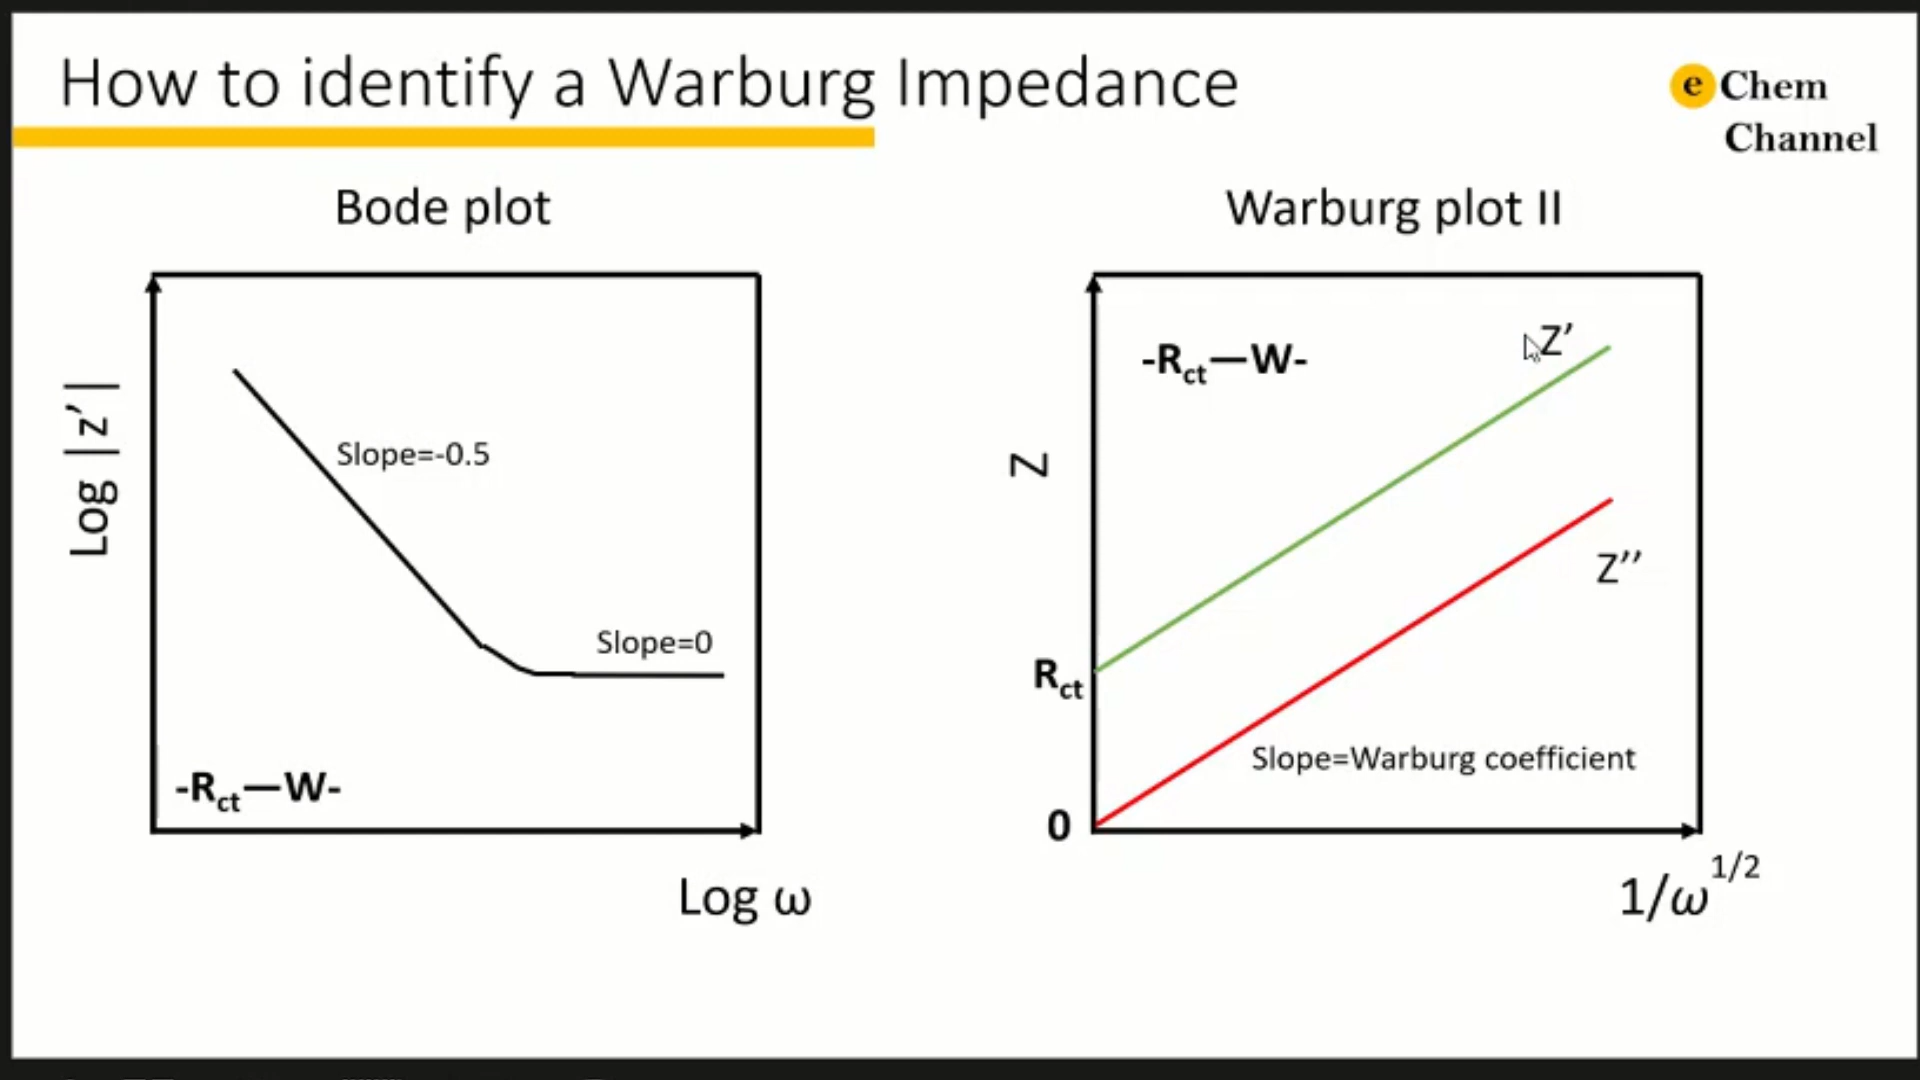 How to identify a Warburg Impedance
e Chem
Channel
Bode plot
Log |z’|
Slope=-0.5
Slope=0
-Rct—W-
Log ω
Warburg plot II
-Rct—W-
Z’
Z
Z’’
Rct
Slope=Warburg coefficient
0
1/ω1/2